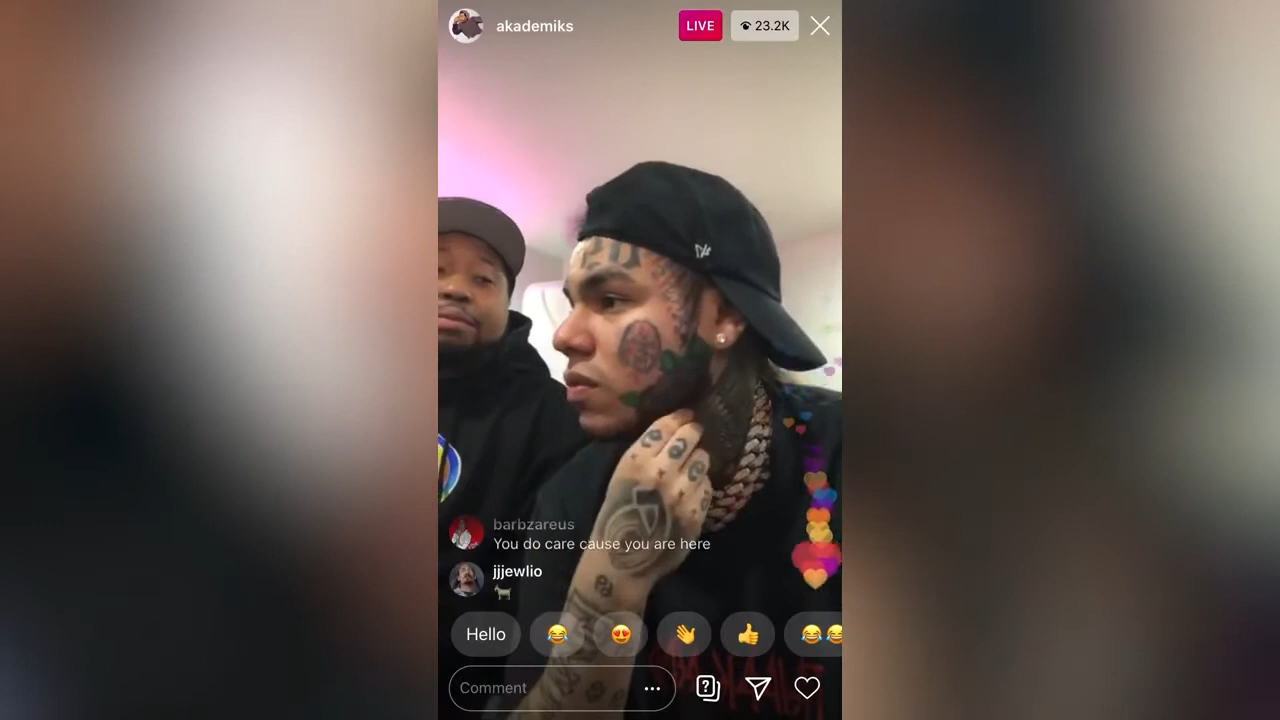 akademiks
LIVE
23.2K
barbzareus
You do care cause you are here
jjjewlio
Hello
Comment